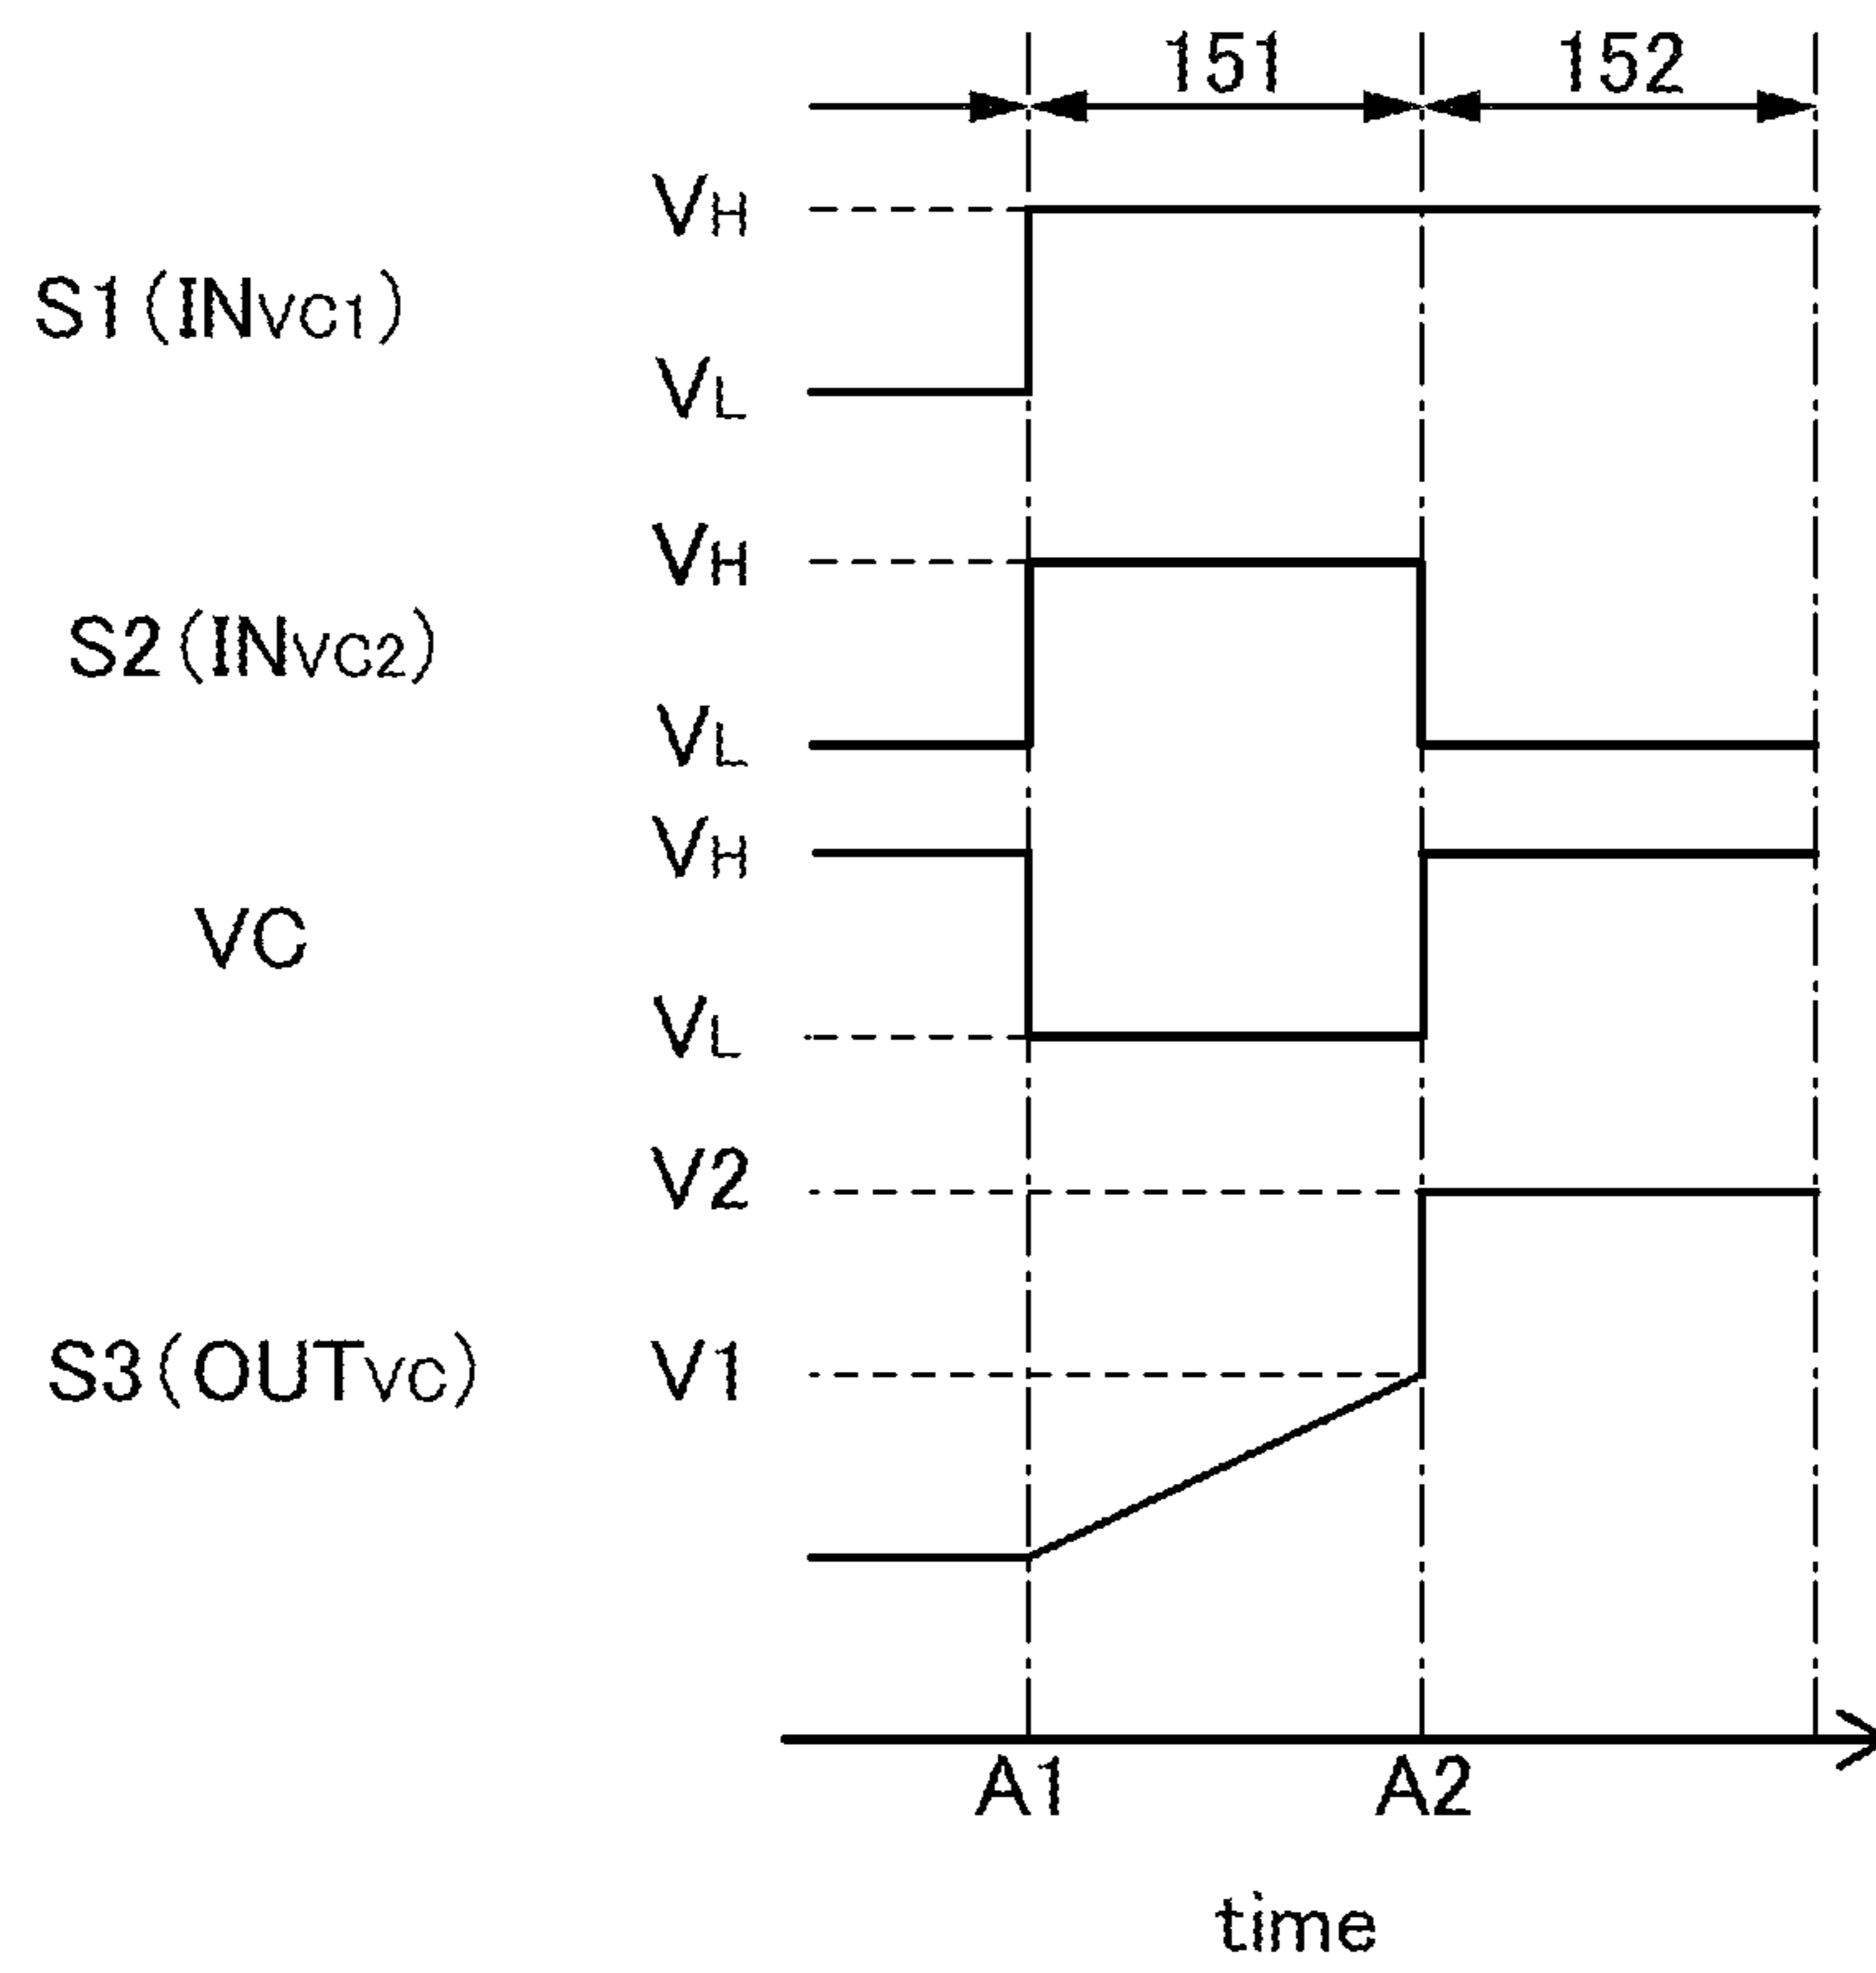 151 152
VH
S1(INVC1)
VL
VH
S2(INVC2)
VL
VH
VC
VL
V2
S3(OUTVC) V1
A1 A2
time